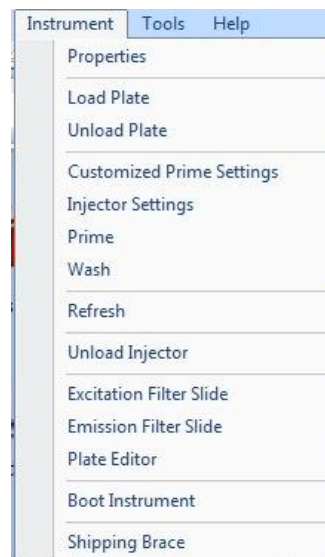 Instrument Tools Help
Properties
Load Plate
Unload Plate
Customized Prime Settings
Injector Settings
Prime
Wash
Refresh
Unload Injector
Excitation Filter Slide
Emission Filter Slide
Plate Editor
Boot Instrument
Shipping Brace